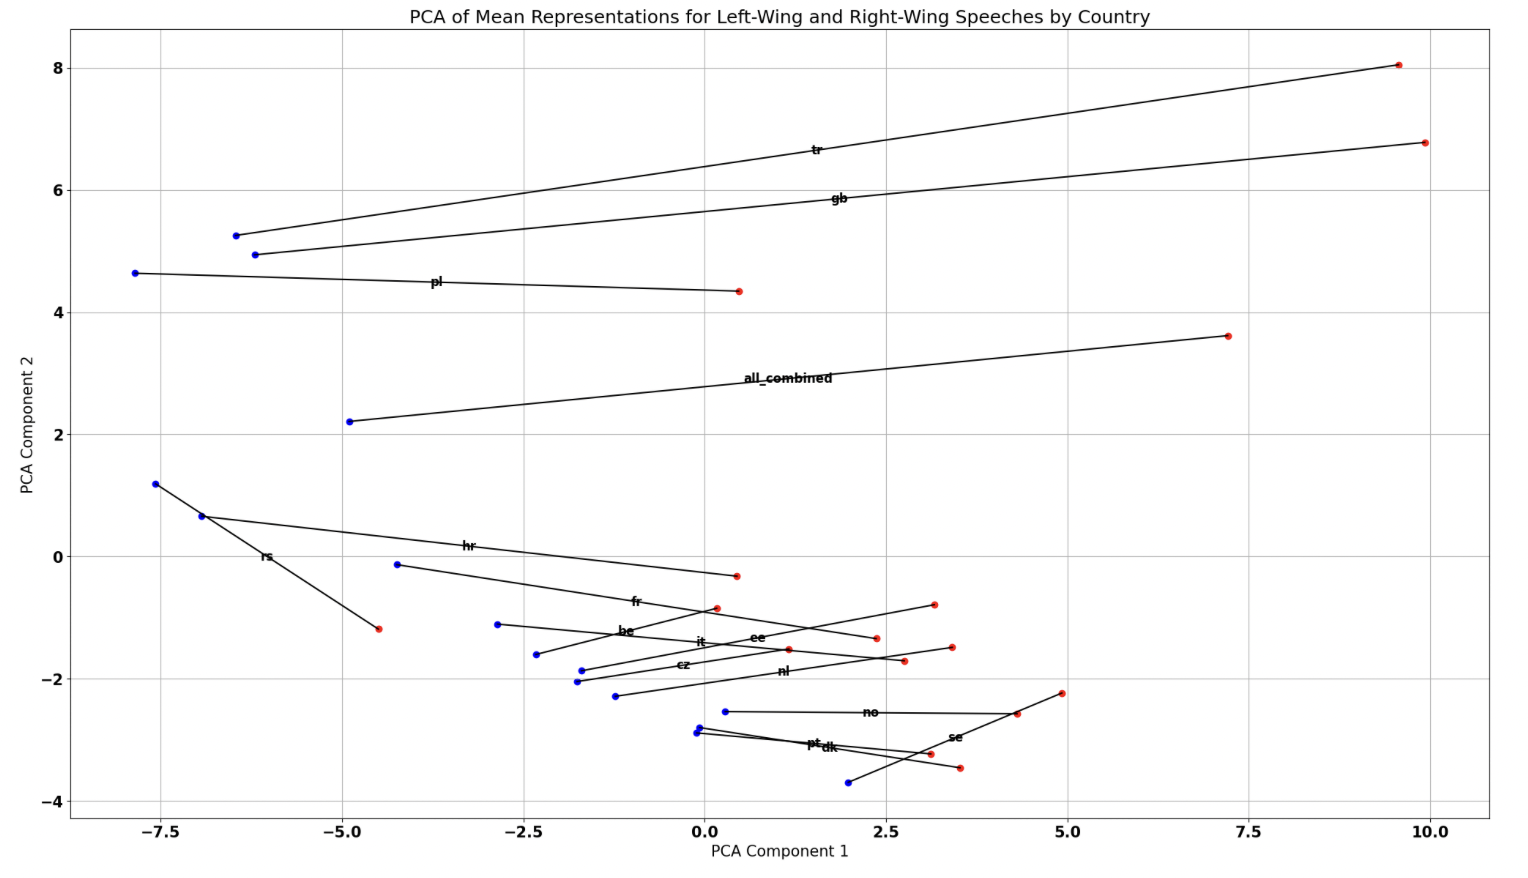 PCA of Mean Representations for Left-Wing and Right-Wing Speeches by Country
PCA Component 2
8
6
4
2
0
−2
−4
tr
gb
pl
all_combined
rs
hr
fr
be
it
ee
cz
nl
no
se
pt
dk
−7.5 −5.0 −2.5 0.0 2.5 5.0 7.5 10.0
PCA Component 1